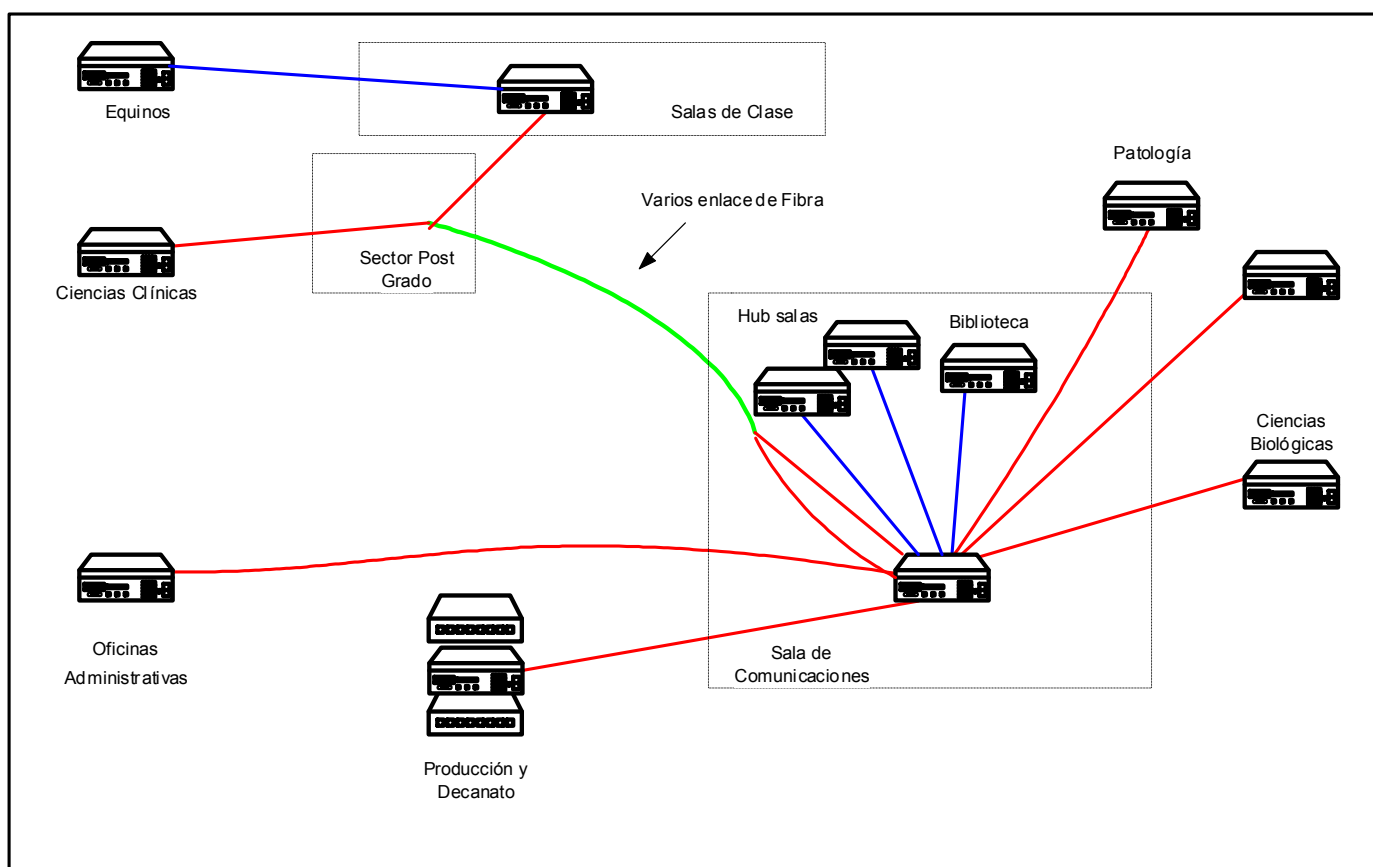 Equinos
Salas de Clase
Patología
Varios enlace de Fibra
Sector Post
Grado
Ciencias Clínicas
Hub salas
Biblioteca
Ciencias
Biológicas
Oficinas
Administrativas
Sala de
Comunicaciones
Producción y
Decanato